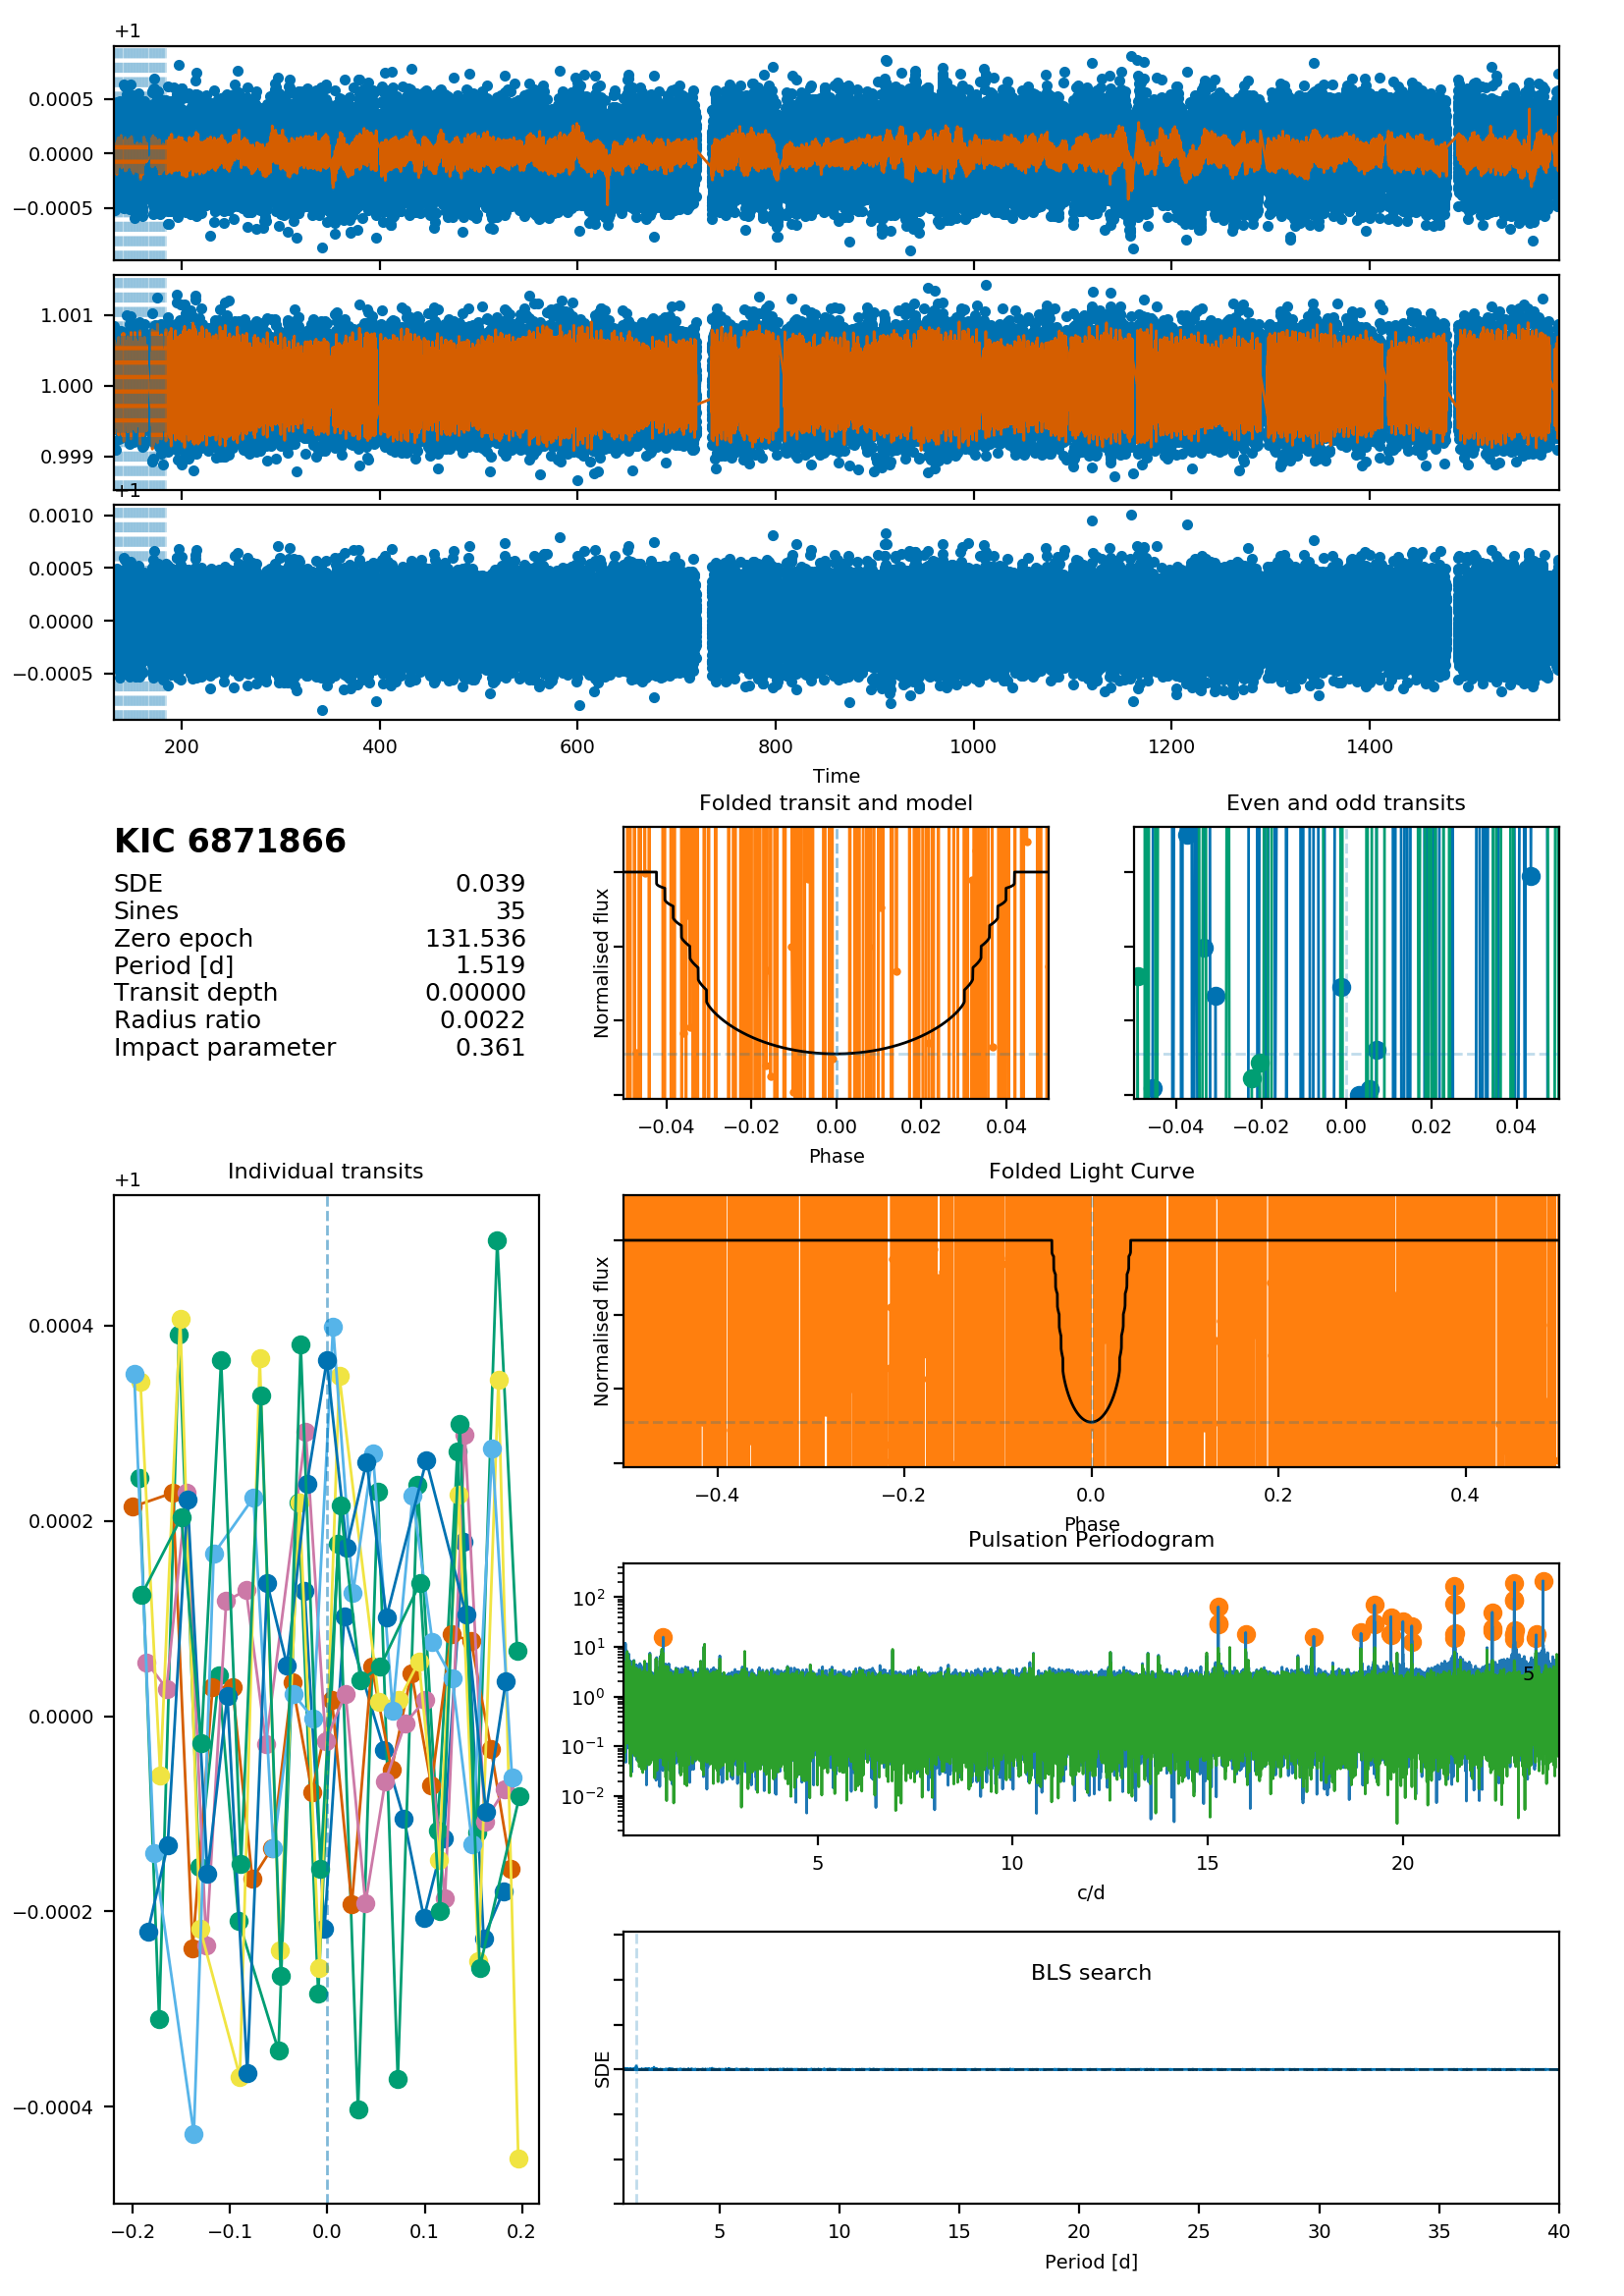 +1
0.0005
0.0000
−0.0005
1.001
1.000
0.999
+1
0.0010
0.0005
0.0000
−0.0005
200 400 600 800 1000 1200 1400
Time
KIC 6871866
SDE 0.039
Sines 35
Zero epoch 131.536
Period [d] 1.519
Transit depth 0.00000
Radius ratio 0.0022
Impact parameter 0.361
Folded transit and model
Normalised flux
−0.04 −0.02 0.00 0.02 0.04
Phase
Even and odd transits
−0.04 −0.02 0.00 0.02 0.04
Individual transits
+1
0.0004
0.0002
0.0000
−0.0002
−0.0004
−0.2 −0.1 0.0 0.1 0.2
Folded Light Curve
Normalised flux
−0.4 −0.2 0.0 0.2 0.4
Phase
Pulsation Periodogram
10²
10¹
10⁰
10⁻¹
10⁻²
5
5 10 15 20
c/d
BLS search
SDE
5 10 15 20 25 30 35 40
Period [d]